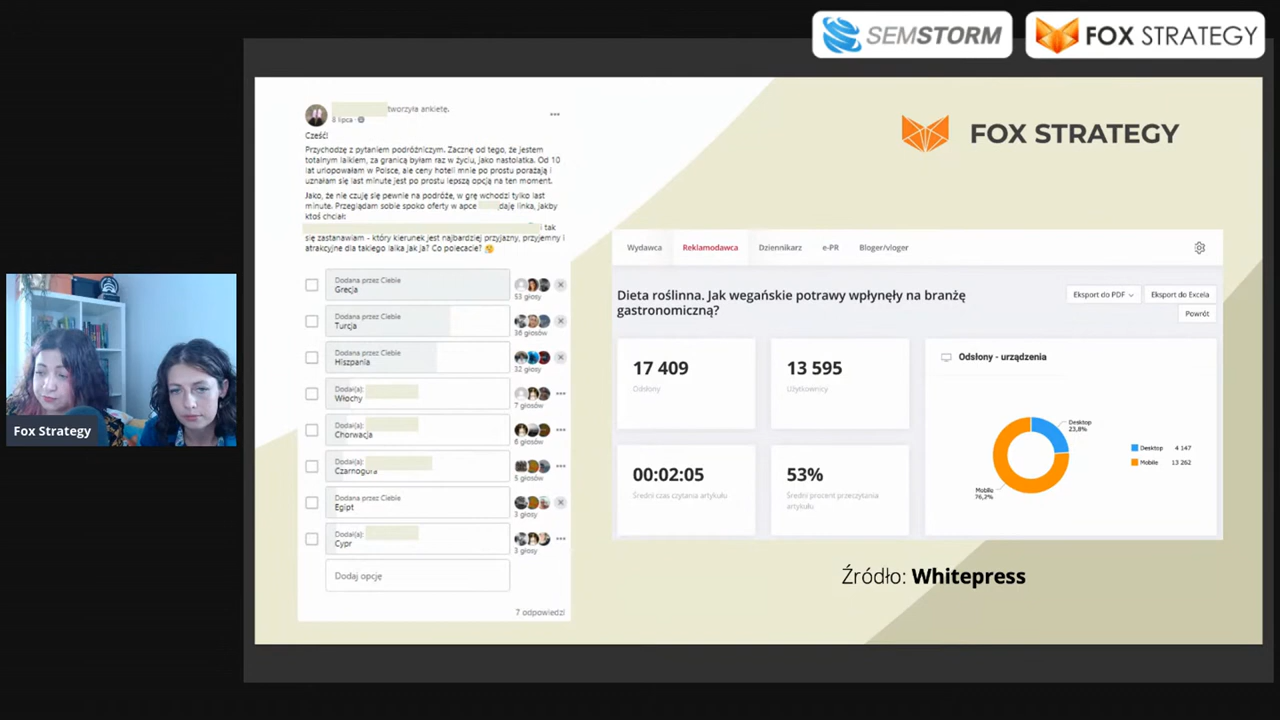 SEMSTORM
FOX STRATEGY
FOX STRATEGY
tworzyła ankietę.
8 lipca
Cześć!
Przychodzę z pytaniem podróżniczym. Zacznę od tego, że jestem
totalnym laikiem, za granicą byłam raz w życiu, jako nastolatka. Od 10
lat urlopowałam w Polsce, ale ceny hoteli mnie po prostu porażają i
uznałam się last minute jest po prostu lepszą opcją na ten moment.
Jako, że nie czuję się pewnie na podróże, w grę wchodzi tylko last
minute. Przeglądam sobie spoko oferty w apce daję linka, jakby
ktoś chciał:
i tak
się zastanawiam - który kierunek jest najbardziej przyjazny, przyjemny i
atrakcyjne dla takiego laika jak ja? Co polecacie?
Dodana przez Ciebie
Grecja
53 głosy
Dodana przez Ciebie
Turcja
36 głosów
Dodana przez Ciebie
Hiszpania
32 głosy
Dodał(a):
Włochy
7 głosów
Dodał(a):
Chorwacja
6 głosów
Dodał(a):
Czarnogóra
5 głosów
Dodana przez Ciebie
Egipt
3 głosy
Dodał(a):
Cypr
3 głosy
Dodaj opcję
7 odpowiedzi
Wydawca Reklamodawca Dziennikarz e-PR Bloger/vloger
Dieta roślinna. Jak wegańskie potrawy wpłynęły na branżę
gastronomiczną?
Eksport do PDF Eksport do Excela
Powrót
17 409
Odsłony
13 595
Użytkownicy
00:02:05
Średni czas czytania artykułu
53%
Średni procent przeczytania
artykułu
Odsłony - urządzenia
Desktop
23,8%
Mobile
76,2%
Desktop 4 147
Mobile 13 262
Źródło: Whitepress
Fox Strategy